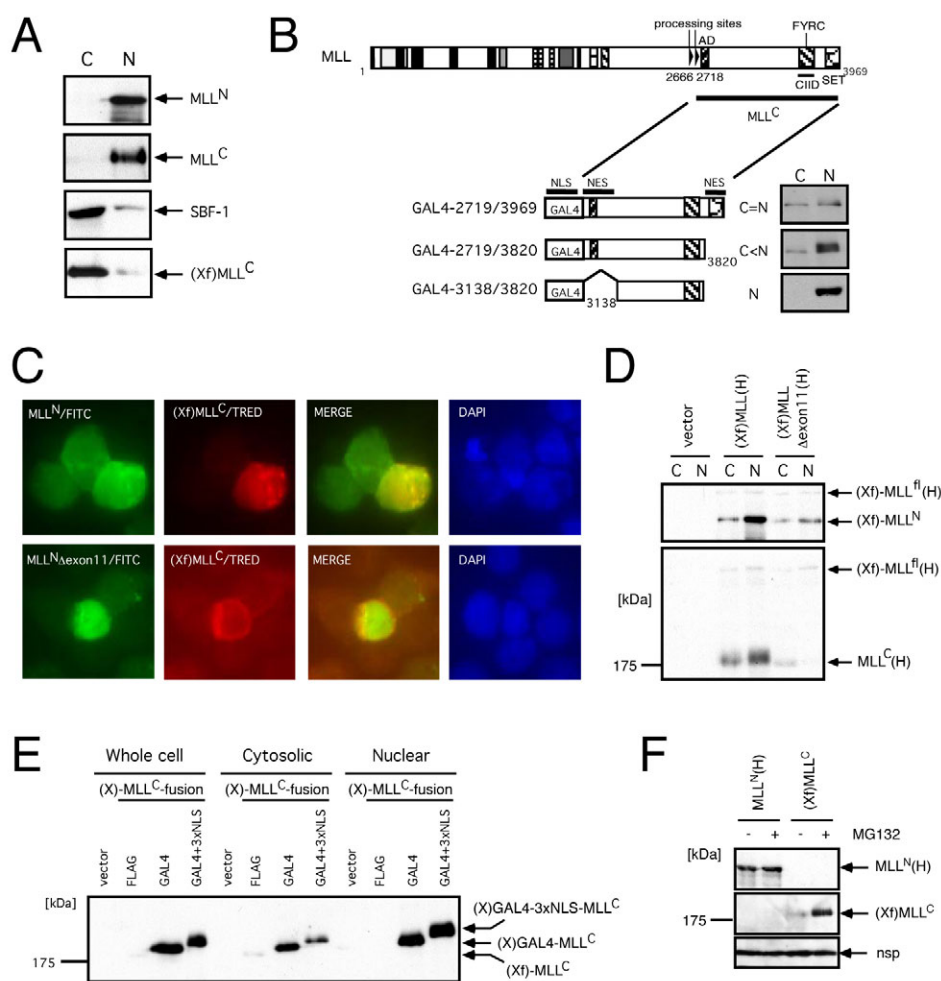 A
C N
MLL^N
MLL^C
SBF-1
(Xf)MLL^C
B
processing sites
AD
FYRC
MLL
1
2666 2718
CIID
SET
3969
MLL^C
NLS NES NES
C N
GAL4-2719/3969
GAL4
C=N
GAL4-2719/3820
GAL4
3820
C<N
GAL4-3138/3820
GAL4
3138
N
C
MLL^N/FITC
(Xf)MLL^C/TRED
MERGE
DAPI
MLL^NΔexon11/FITC
(Xf)MLL^C/TRED
MERGE
DAPI
D
vector
(Xf)MLL(H)
(Xf)MLL
Δexon11(H)
C N C N C N
(Xf)-MLL^fl(H)
(Xf)-MLL^N
(Xf)-MLL^fl(H)
[kDa]
175
MLL^C(H)
E
Whole cell Cytosolic Nuclear
(X)-MLL^C-fusion (X)-MLL^C-fusion (X)-MLL^C-fusion
vector FLAG GAL4 GAL4+3xNLS vector FLAG GAL4 GAL4+3xNLS vector FLAG GAL4 GAL4+3xNLS
[kDa]
175
(X)GAL4-3xNLS-MLL^C
(X)GAL4-MLL^C
(Xf)-MLL^C
F
MLL^N(H) (Xf)MLL^C
- + - + MG132
[kDa]
MLL^N(H)
175
(Xf)MLL^C
nsp